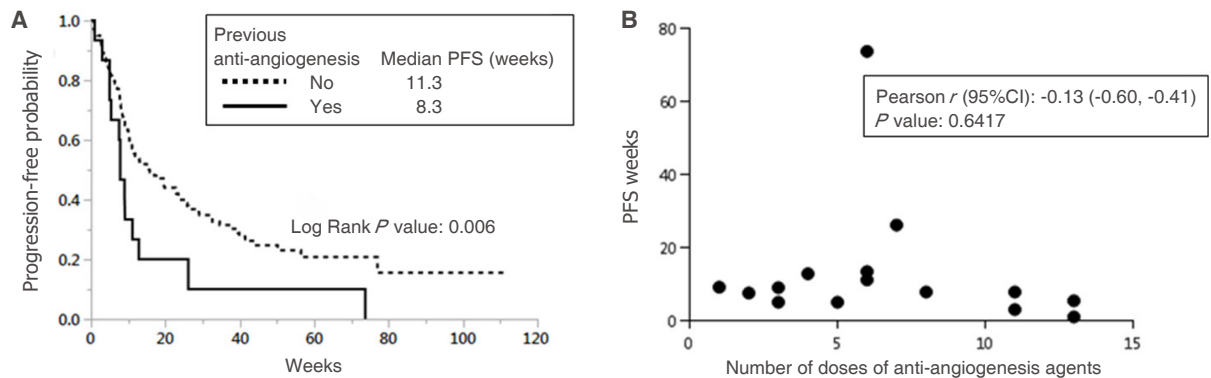 A
Progression-free probability
1.0
0.8
0.6
0.4
0.2
0.0
Previous
anti-angiogenesis Median PFS (weeks)
No 11.3
Yes 8.3
Log Rank P value: 0.006
0 20 40 60 80 100 120
Weeks
B
PFS weeks
80
60
40
20
0
Pearson r (95%CI): -0.13 (-0.60, -0.41)
P value: 0.6417
0 5 10 15
Number of doses of anti-angiogenesis agents